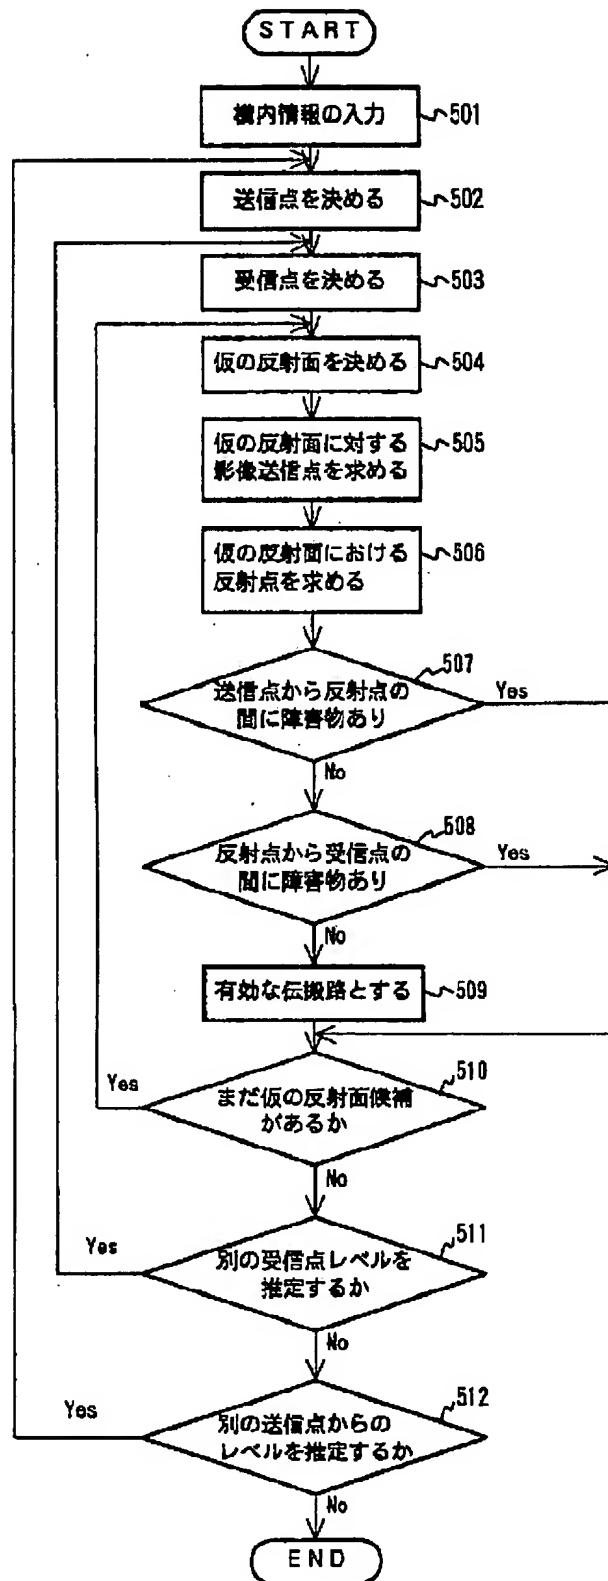 START
構内情報の入力
501
送信点を決める
502
受信点を決める
503
仮の反射面を決める
504
仮の反射面に対する
影像送信点を求める
505
仮の反射面における
反射点を求める
506
507
送信点から反射点の
間に障害物あり
Yes
No
508
反射点から受信点の
間に障害物あり
Yes
No
有効な伝搬路とする
509
510
Yes
まだ仮の反射面候補
があるか
No
511
Yes
別の受信点レベルを
推定するか
No
512
Yes
別の送信点からの
レベルを推定するか
No
END